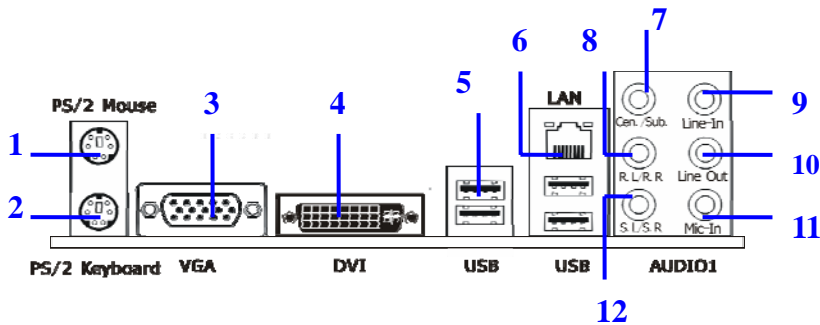 7
6 8
5 LAN
PS/2 Mouse 3 4 9
Cen./Sub. Line-In
1
10
R.L/R.R Line Out
2
11
S.L/S.R Mic-In
PS/2 Keyboard VGA DVI USB USB AUDIO1
12